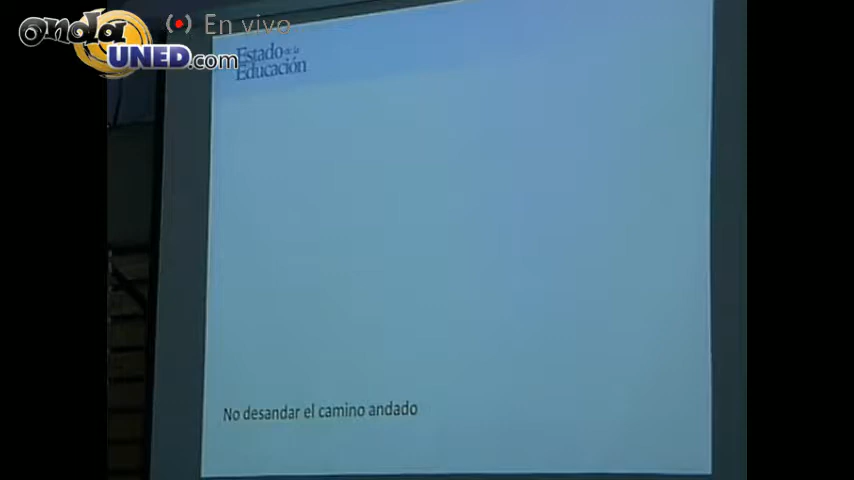 onda
UNED.com
En vivo
Estado de la
Educación
No desandar el camino andado